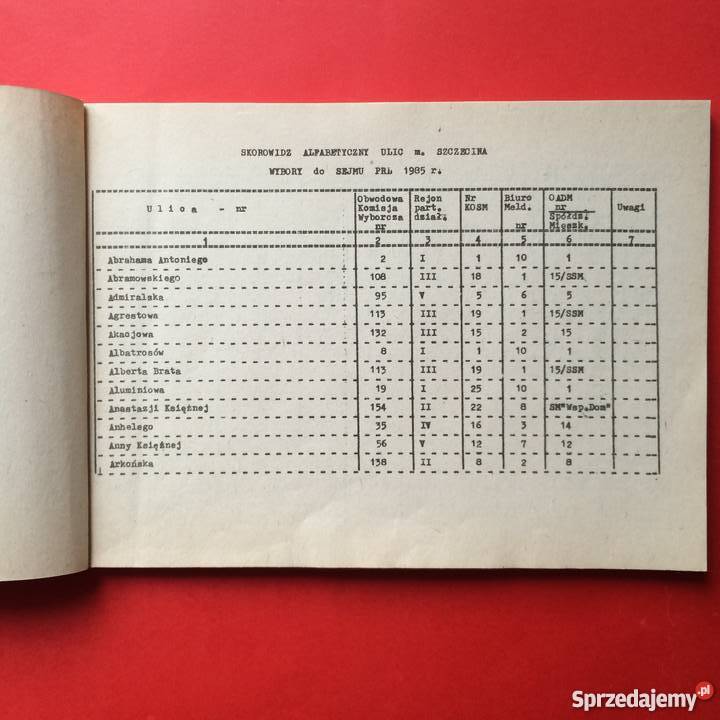 SKOROWIDZ ALFABETYCZNY ULIC m. SZCZECINA
WYBORY do SEJMU PRL 1985 r.
Ulica - nr | Obwodowa Komisja Wyborcza nr | Rejon part. dział. | Nr KOSM | Biuro Meld. nr | OADM nr Spółdz. Mieszk. | Uwagi
1 | 2 | 3 | 4 | 5 | 6 | 7
Abrahama Antoniego | 2 | I | 1 | 10 | 1
Abramowskiego | 108 | III | 18 | 1 | 15/SSM
Admiralska | 95 | V | 5 | 6 | 5
Agrestowa | 113 | III | 19 | 1 | 15/SSM
Akacjowa | 132 | III | 15 | 2 | 15
Albatrosów | 8 | I | 1 | 10 | 1
Alberta Brata | 113 | III | 19 | 1 | 15/SSM
Aluminiowa | 19 | I | 25 | 10 | 1
Anastazji Księżnej | 154 | II | 22 | 8 | SM"Wsp.Dom"
Anhelego | 35 | IV | 16 | 3 | 14
Anny Księżnej | 56 | V | 12 | 7 | 12
Arkońska | 138 | II | 8 | 2 | 8
Sprzedajemy.pl